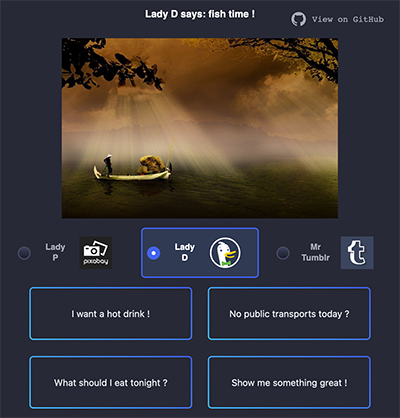 Lady D says: fish time !
View on GitHub
Lady
P
pixabay
Lady
D
Mr
Tumblr
t
I want a hot drink !
No public transports today ?
What should I eat tonight ?
Show me something great !